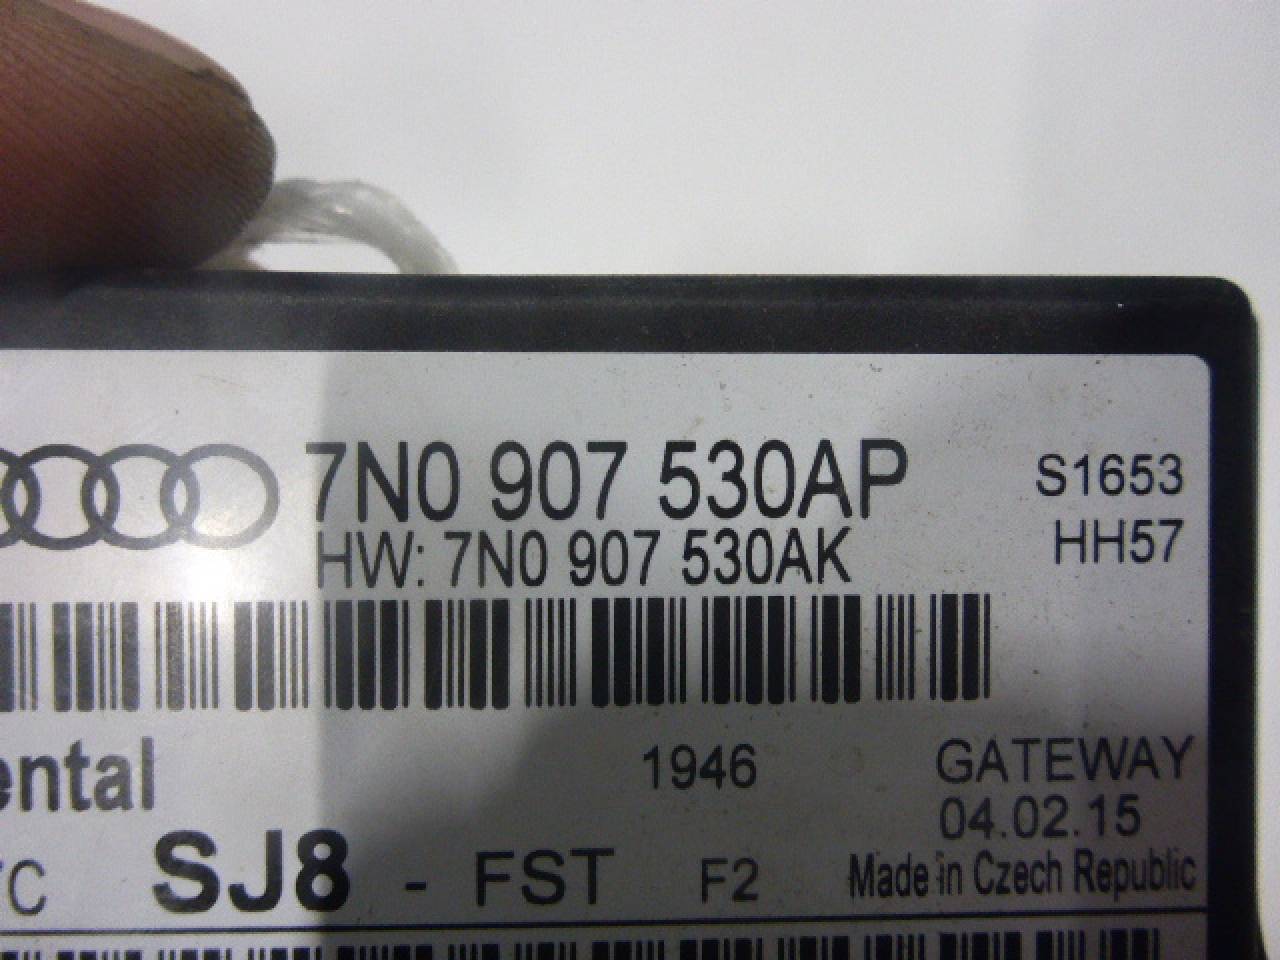 7N0 907 530AP S1653
HW: 7N0 907 530AK HH57
ental 1946 GATEWAY
04.02.15
TC SJ8 - FST F2 Made in Czech Republic